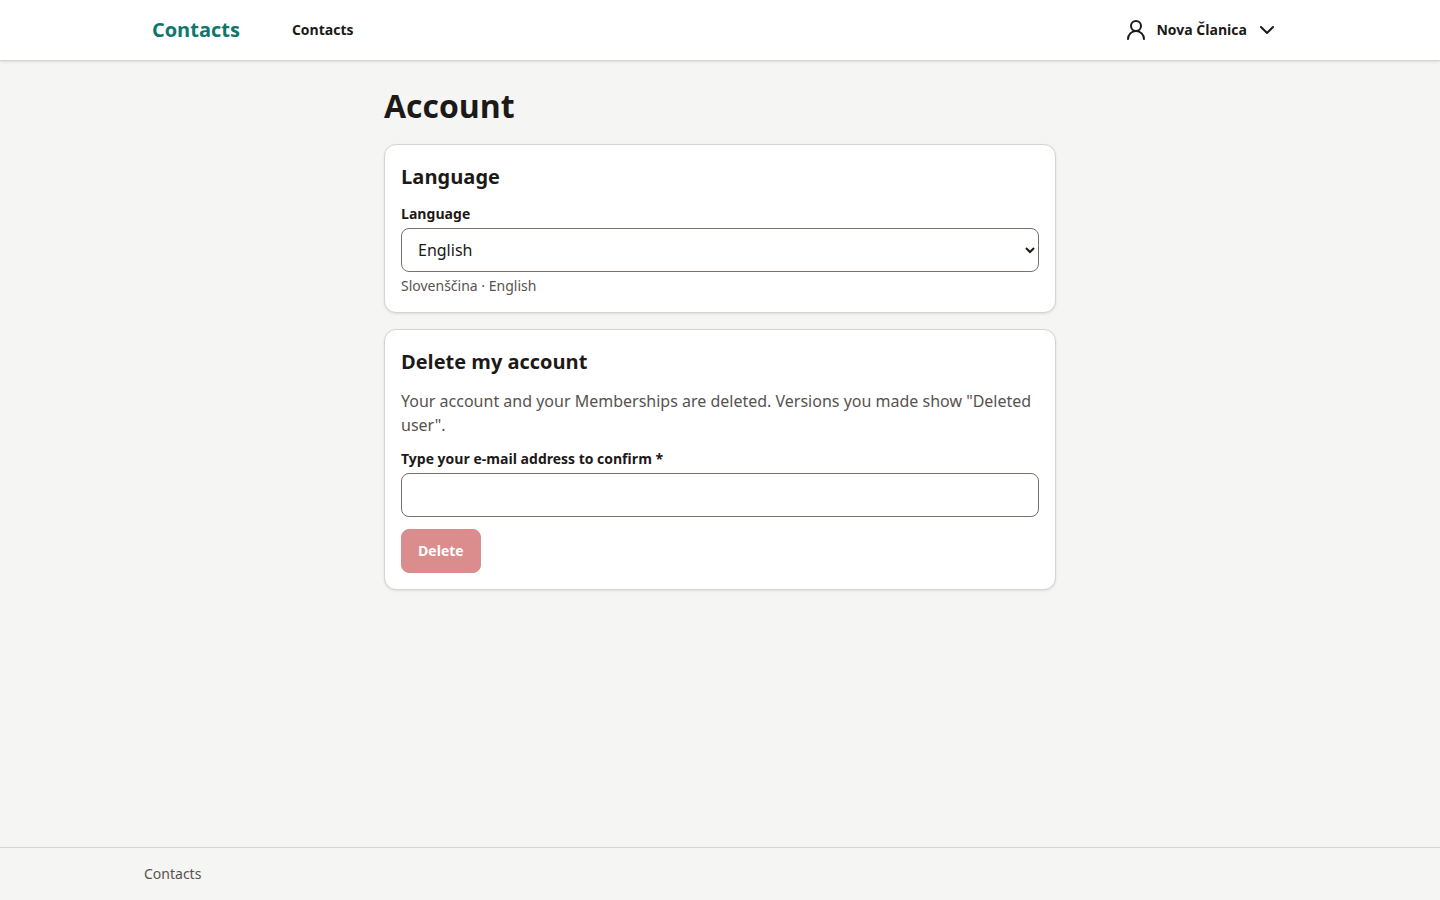 Contacts
Contacts
Nova Članica
Account
Language
Language
English
Slovenščina · English
Delete my account
Your account and your Memberships are deleted. Versions you made show "Deleted
user".
Type your e-mail address to confirm *
Delete
Contacts